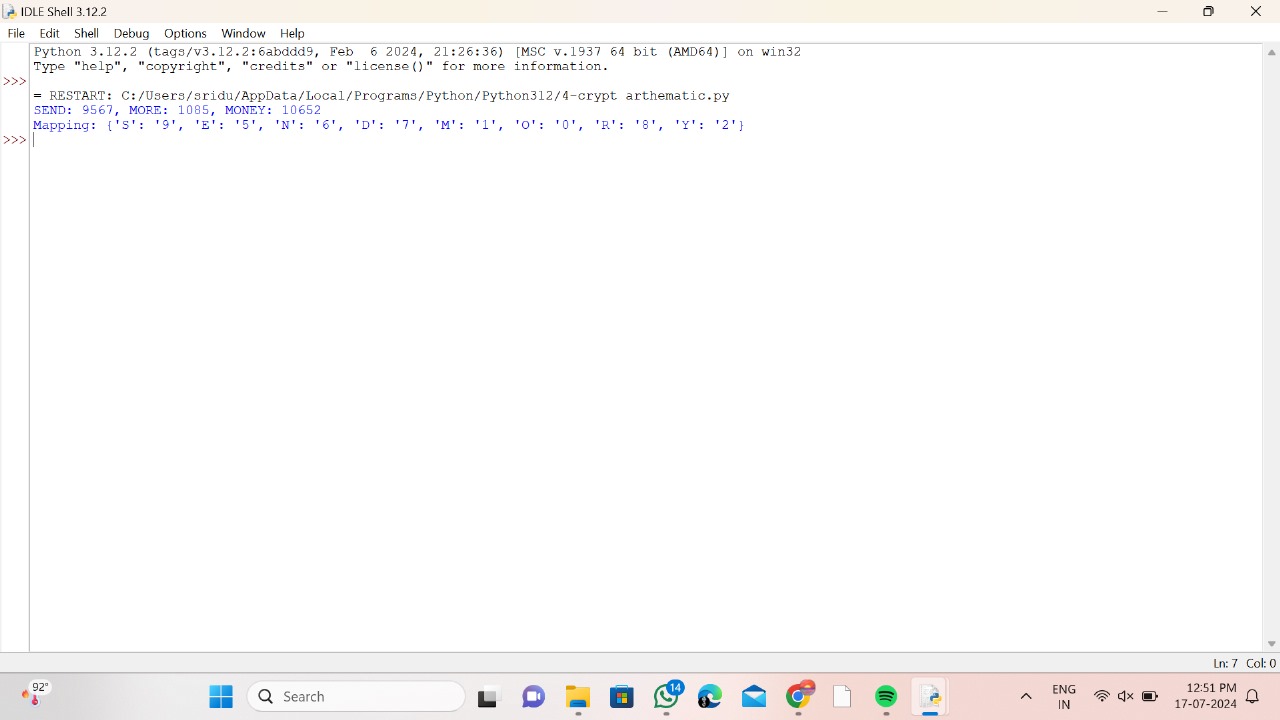 IDLE Shell 3.12.2
File Edit Shell Debug Options Window Help
Python 3.12.2 (tags/v3.12.2:6abddd9, Feb  6 2024, 21:26:36) [MSC v.1937 64 bit (AMD64)] on win32
Type "help", "copyright", "credits" or "license()" for more information.
>>>
= RESTART: C:/Users/sridu/AppData/Local/Programs/Python/Python312/4-crypt arthematic.py
SEND: 9567, MORE: 1085, MONEY: 10652
Mapping: {'S': '9', 'E': '5', 'N': '6', 'D': '7', 'M': '1', 'O': '0', 'R': '8', 'Y': '2'}
>>>
Ln: 7 Col: 0
92°
Search
14
ENG
IN
12:51 PM
17-07-2024